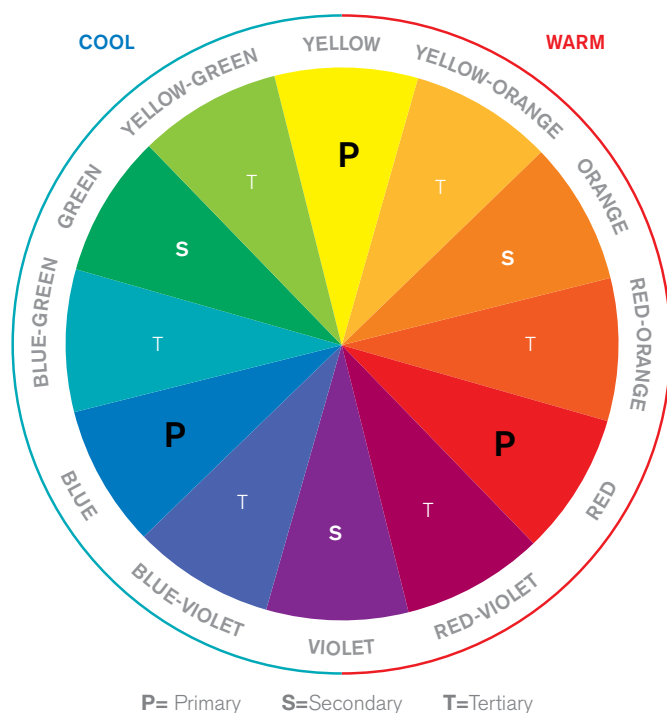 COOL
WARM
YELLOW
YELLOW-ORANGE
ORANGE
RED-ORANGE
RED
RED-VIOLET
VIOLET
BLUE-VIOLET
BLUE
BLUE-GREEN
GREEN
YELLOW-GREEN
P
T
S
T
P
T
S
T
P
T
S
T
P= Primary S=Secondary T=Tertiary